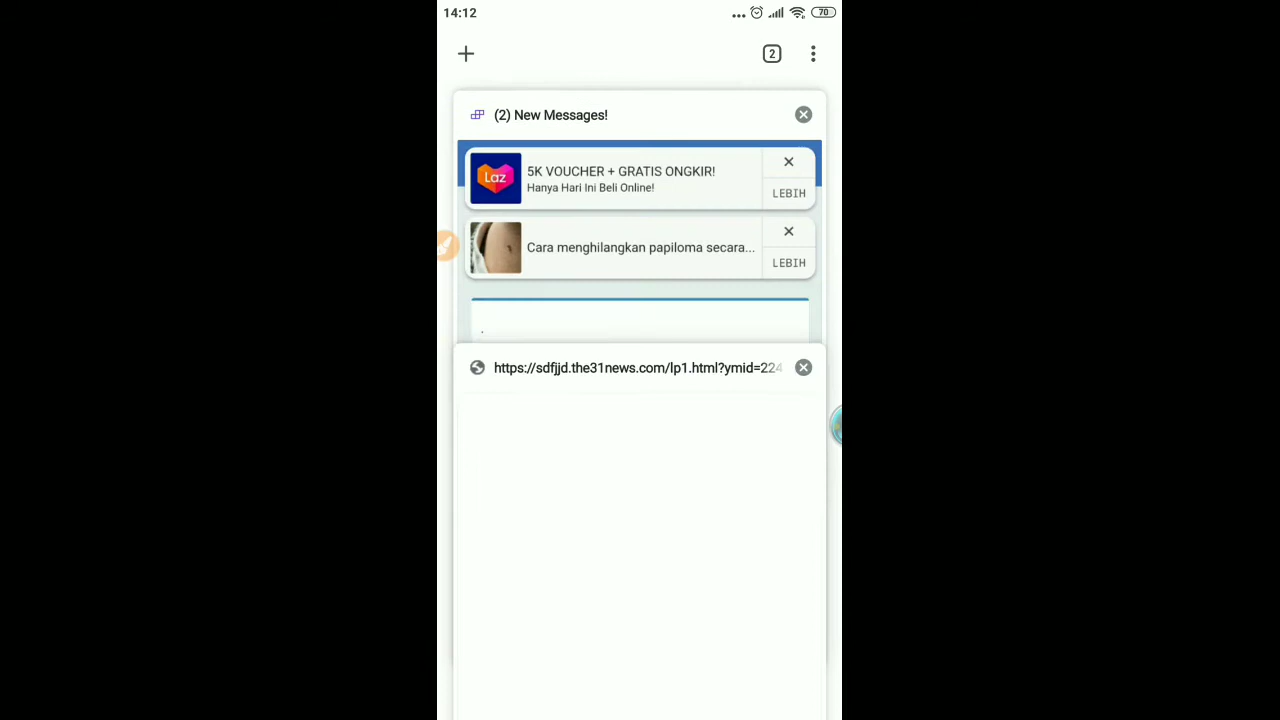 14:12
70
2
(2) New Messages!
Laz
5K VOUCHER + GRATIS ONGKIR!
Hanya Hari Ini Beli Online!
LEBIH
Cara menghilangkan papiloma secara...
LEBIH
.
https://sdfjjd.the31news.com/lp1.html?ymid=224